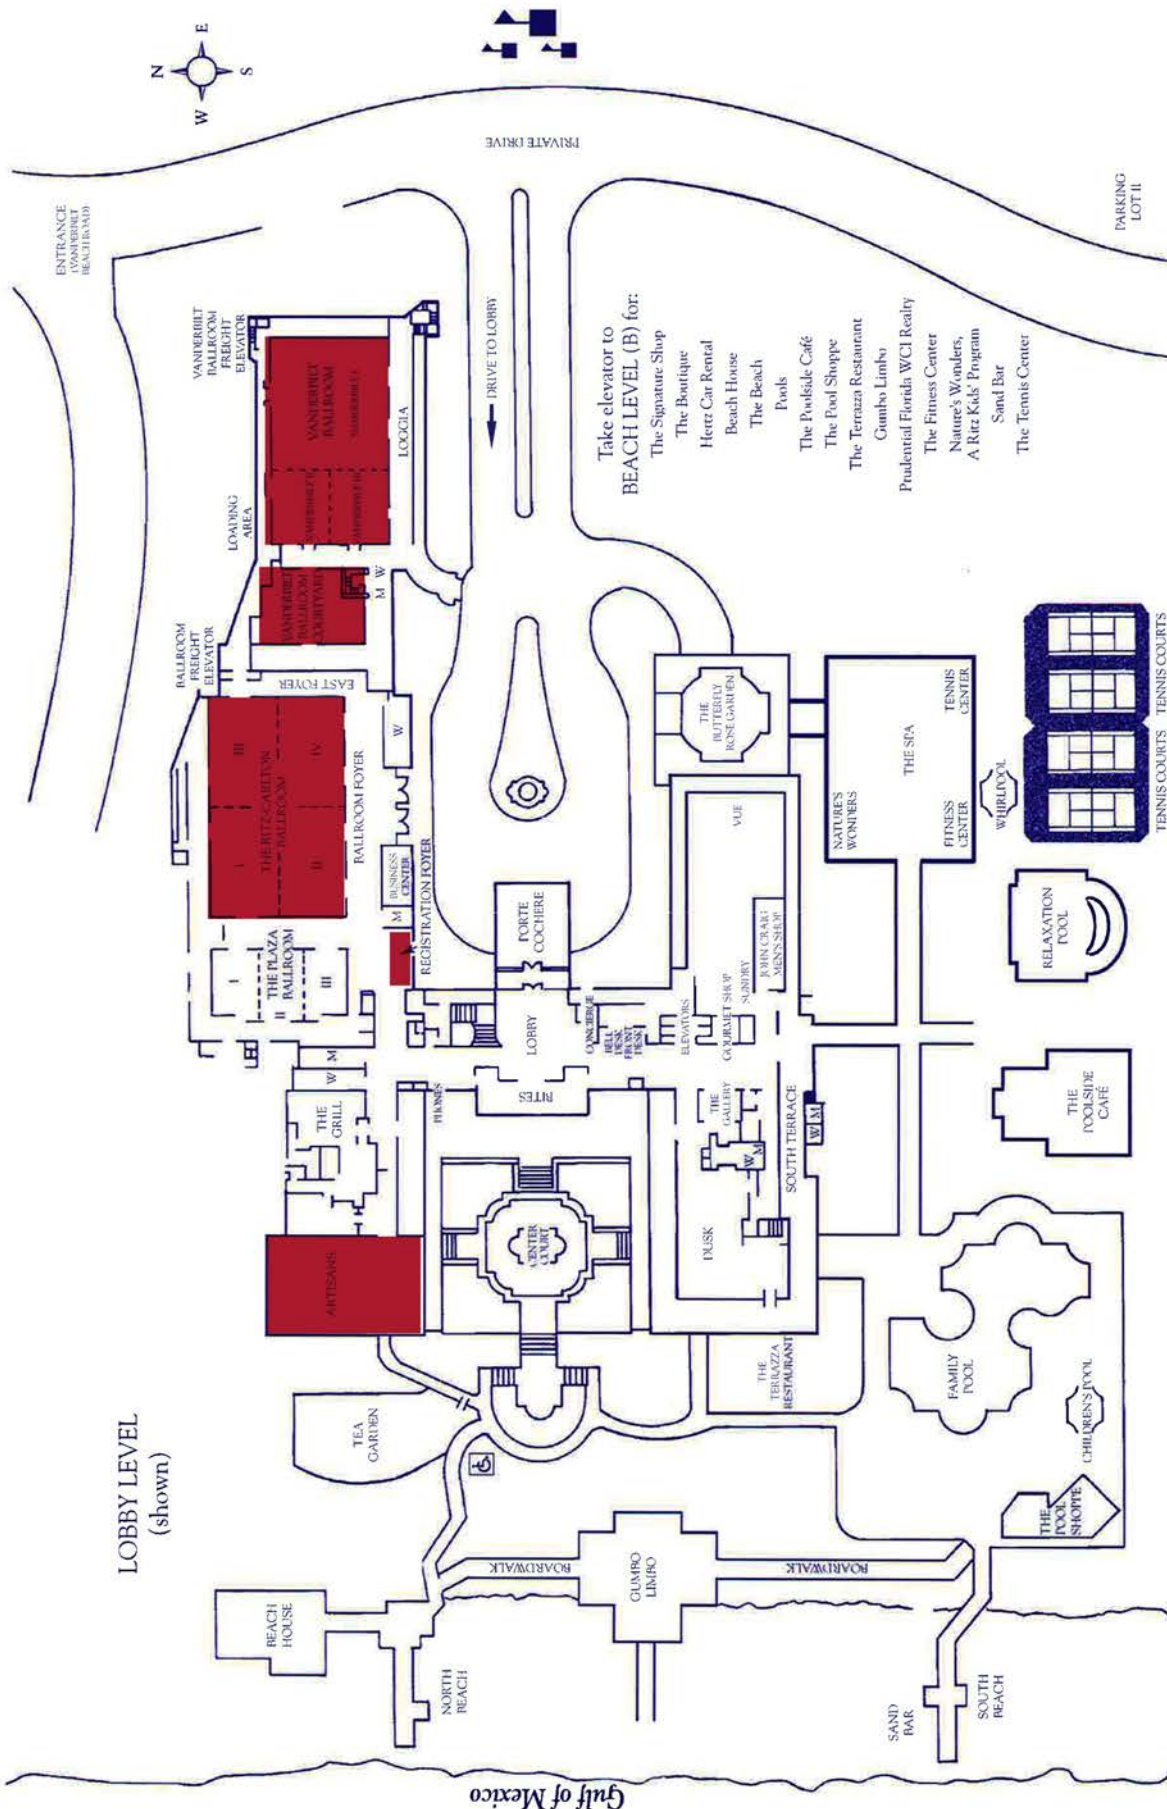 LOBBY LEVEL
(shown)
N
E
S
W
ENTRANCE
(VANDERBILT
BEACH ROAD)
PRIVATE DRIVE
PARKING
LOT II
VANDERBILT
BALLROOM
FREIGHT
ELEVATOR
LOADING
AREA
BALLROOM
FREIGHT
ELEVATOR
VANDERBILT
BALLROOM
VANDERBILT I
VANDERBILT II
VANDERBILT III
LOGGIA
DRIVE TO LOBBY
VANDERBILT
BALLROOM
COURTYARD
M
W
EAST FOYER
THE RITZ-CARLTON
BALLROOM
I
II
III
IV
BALLROOM FOYER
W
BUSINESS
CENTER
M
REGISTRATION FOYER
THE PLAZA
BALLROOM
I
II
III
W
M
THE
GRILL
PHONES
ARTISANS
PORTE
COCHERE
LOBBY
BITES
CONCIERGE
BELL
DESK
FRONT
DESK
ELEVATORS
GOURMET SHOP
SUNDRY
JOHN CRAIG
MEN'S SHOP
VUE
THE
GALLERY
W
M
SOUTH TERRACE
W
M
DUSK
CENTER
COURT
THE
TERRAZZA
RESTAURANT
TEA
GARDEN
THE
BUTTERFLY
ROSE GARDEN
NATURE'S
WONDERS
THE SPA
TENNIS
CENTER
FITNESS
CENTER
WHIRLPOOL
TENNIS COURTS
TENNIS COURTS
RELAXATION
POOL
THE
POOLSIDE
CAFÉ
FAMILY
POOL
CHILDREN'S POOL
THE
POOL
SHOPPE
BOARDWALK
GUMBO
LIMBO
BOARDWALK
BEACH
HOUSE
NORTH
BEACH
SAND
BAR
SOUTH
BEACH
Gulf of Mexico
Take elevator to
BEACH LEVEL (B) for:
The Signature Shop
The Boutique
Hertz Car Rental
Beach House
The Beach
Pools
The Poolside Café
The Pool Shoppe
The Terrazza Restaurant
Gumbo Limbo
Prudential Florida WCI Realty
The Fitness Center
Nature's Wonders,
A Ritz Kids' Program
Sand Bar
The Tennis Center